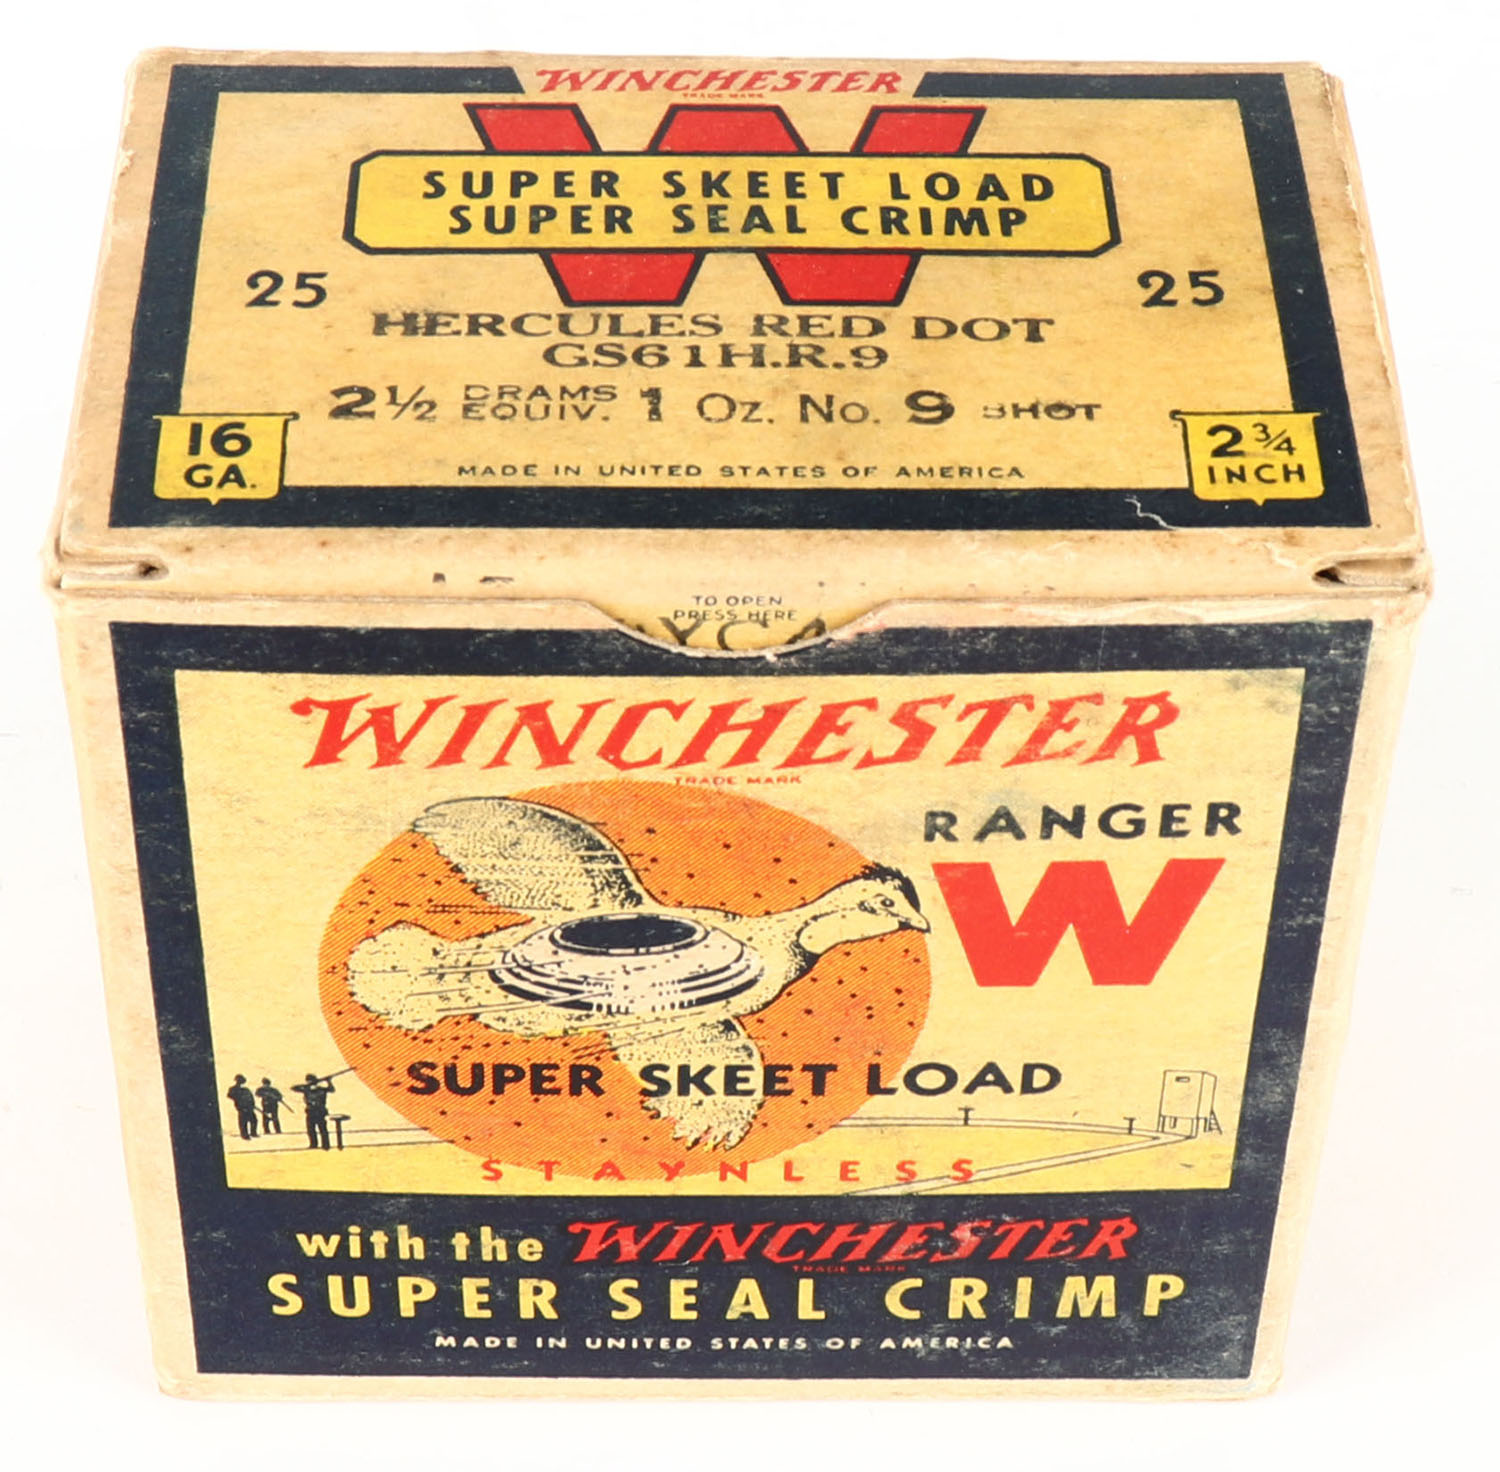 WINCHESTER
TRADE MARK
W
SUPER SKEET LOAD
SUPER SEAL CRIMP
25 25
HERCULES RED DOT
GS61H.R.9
2½ DRAMS EQUIV. 1 Oz. No. 9 SHOT
16 GA.
2 3/4 INCH
MADE IN UNITED STATES OF AMERICA
TO OPEN
PRESS HERE
WINCHESTER
TRADE MARK
RANGER
W
SUPER SKEET LOAD
STAYNLESS
with the WINCHESTER
TRADE MARK
SUPER SEAL CRIMP
MADE IN UNITED STATES OF AMERICA